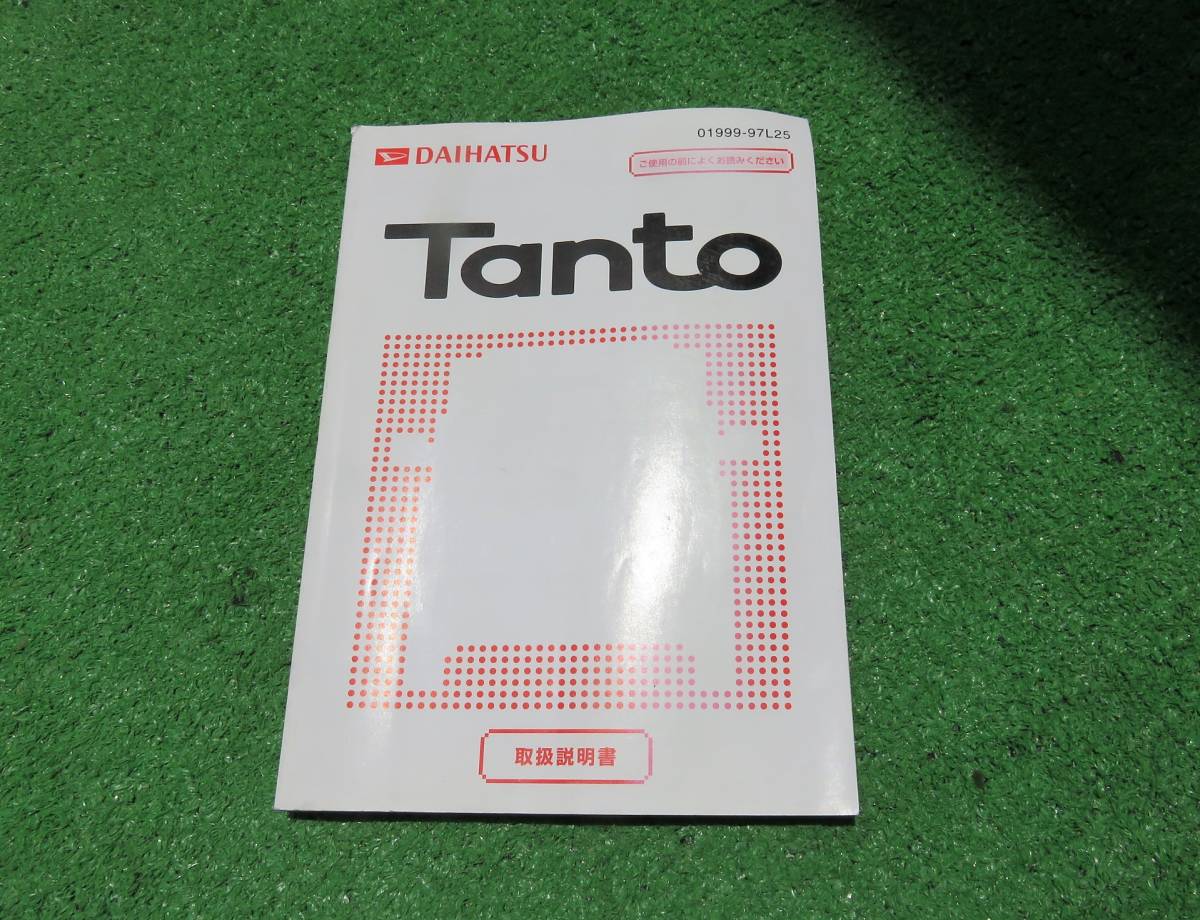 01999-97L25
DAIHATSU
ご使用の前によくお読みください
Tanto
取扱説明書